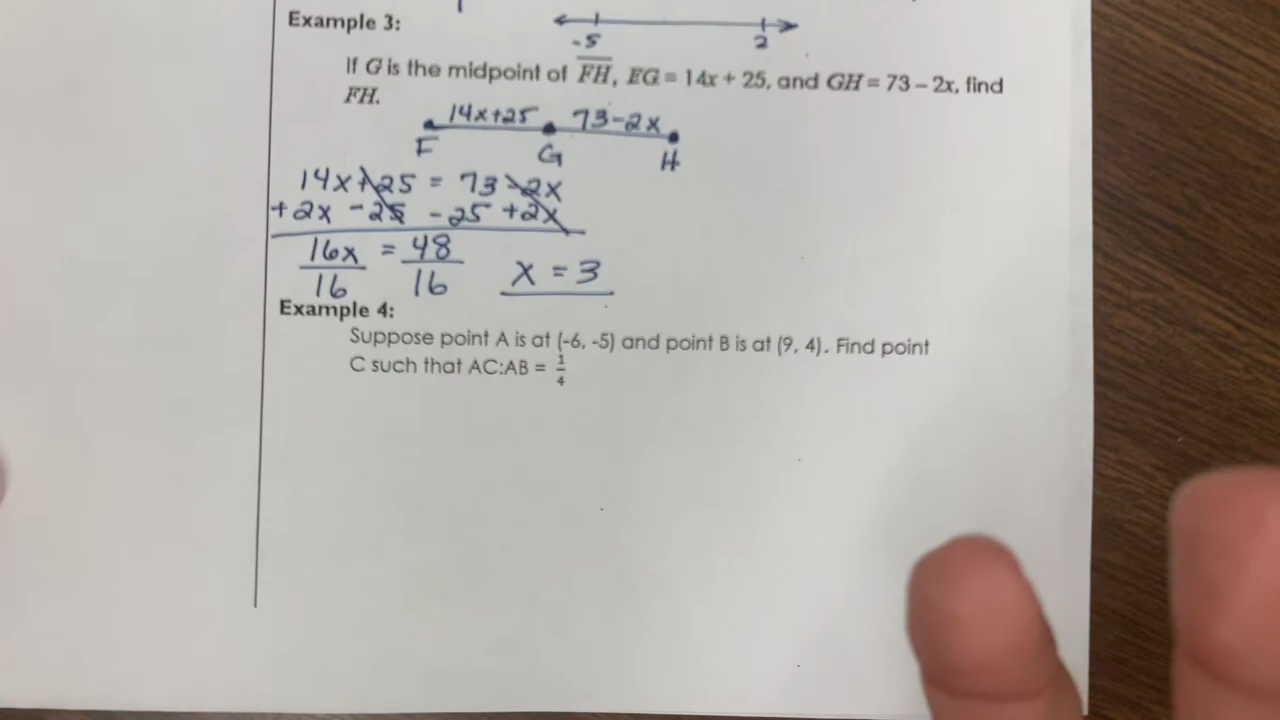 Example 3:
-5 2
If G is the midpoint of FH, FG = 14x + 25, and GH = 73 – 2x, find
FH.
14x+25 73-2x
F G H
14x+25 = 73-2x
+2x -25 -25 +2x
16x = 48
16 16
x = 3
Example 4:
Suppose point A is at (-6, -5) and point B is at (9, 4). Find point
C such that AC:AB = 1/4